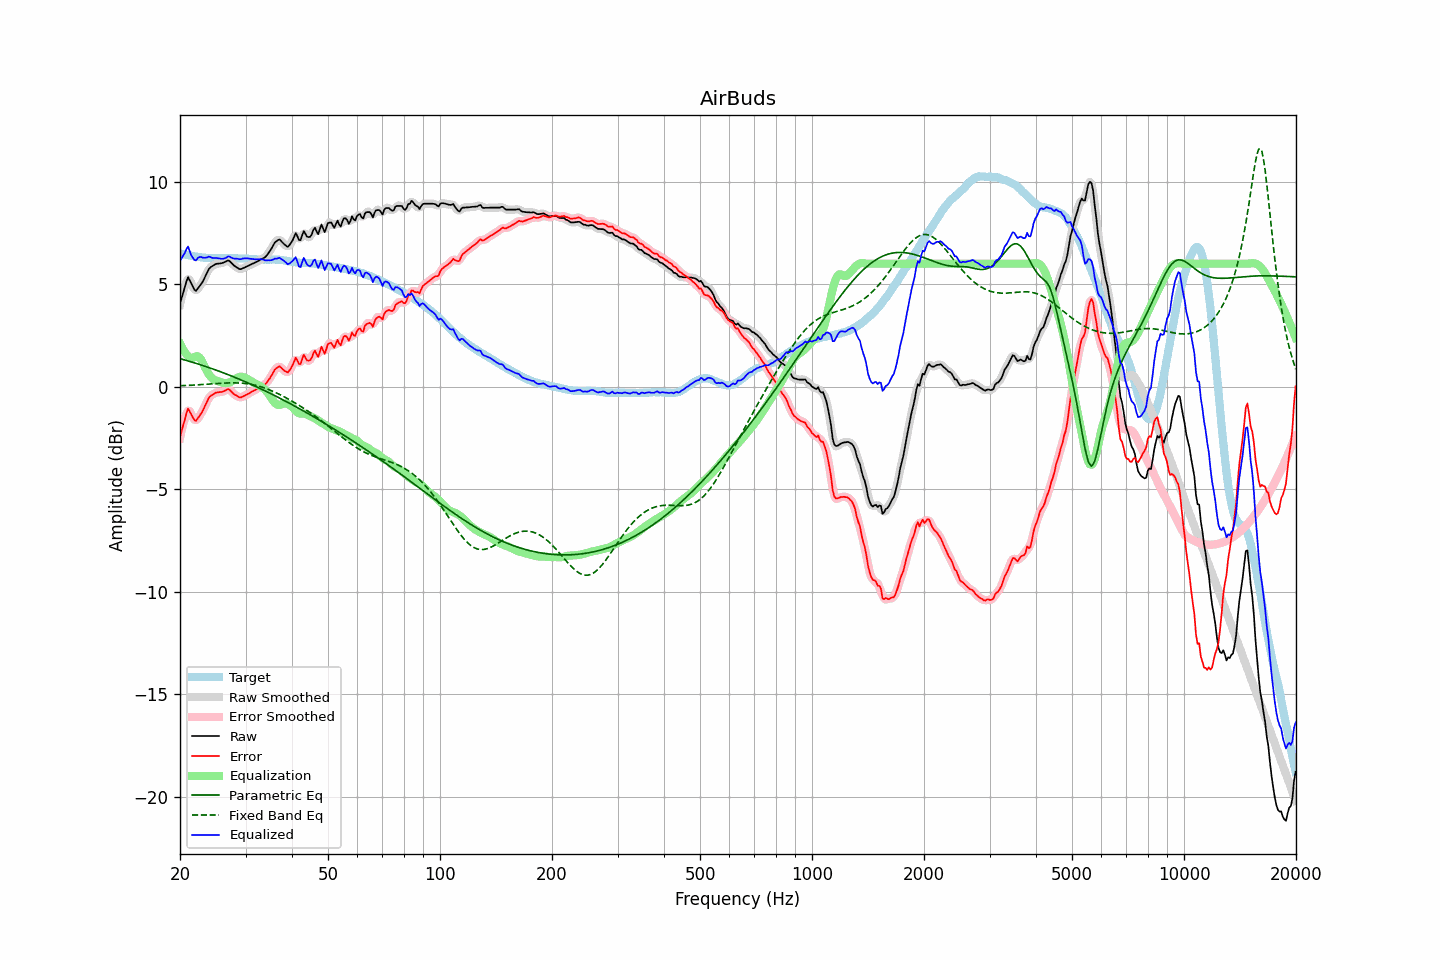 AirBuds
10
5
0
−5
−10
−15
−20
Amplitude (dBr)
Target
Raw Smoothed
Error Smoothed
Raw
Error
Equalization
Parametric Eq
Fixed Band Eq
Equalized
20 50 100 200 500 1000 2000 5000 10000 20000
Frequency (Hz)